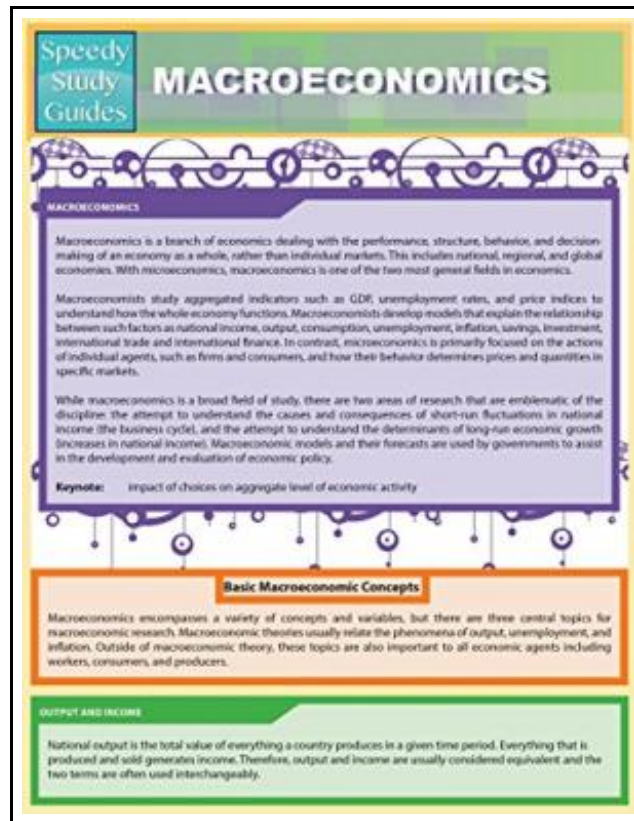 Speedy
Study
Guides
MACROECONOMICS
MACROECONOMICS
Macroeconomics is a branch of economics dealing with the performance, structure, behavior, and decision-
making of an economy as a whole, rather than individual markets. This includes national, regional, and global
economies. With microeconomics, macroeconomics is one of the two most general fields in economics.
Macroeconomists study aggregated indicators such as GDP, unemployment rates, and price indices to
understand how the whole economy functions. Macroeconomists develop models that explain the relationship
between such factors as national income, output, consumption, unemployment, inflation, savings, investment,
international trade and international finance. In contrast, microeconomics is primarily focused on the actions
of individual agents, such as firms and consumers, and how their behavior determines prices and quantities in
specific markets.
While macroeconomics is a broad field of study, there are two areas of research that are emblematic of the
discipline: the attempt to understand the causes and consequences of short-run fluctuations in national
income (the business cycle), and the attempt to understand the determinants of long-run economic growth
(increases in national income). Macroeconomic models and their forecasts are used by governments to assist
in the development and evaluation of economic policy.
Keynote: impact of choices on aggregate level of economic activity
Basic Macroeconomic Concepts
Macroeconomics encompasses a variety of concepts and variables, but there are three central topics for
macroeconomic research. Macroeconomic theories usually relate the phenomena of output, unemployment, and
inflation. Outside of macroeconomic theory, these topics are also important to all economic agents including
workers, consumers, and producers.
OUTPUT AND INCOME
National output is the total value of everything a country produces in a given time period. Everything that is
produced and sold generates income. Therefore, output and income are usually considered equivalent and the
two terms are often used interchangeably.